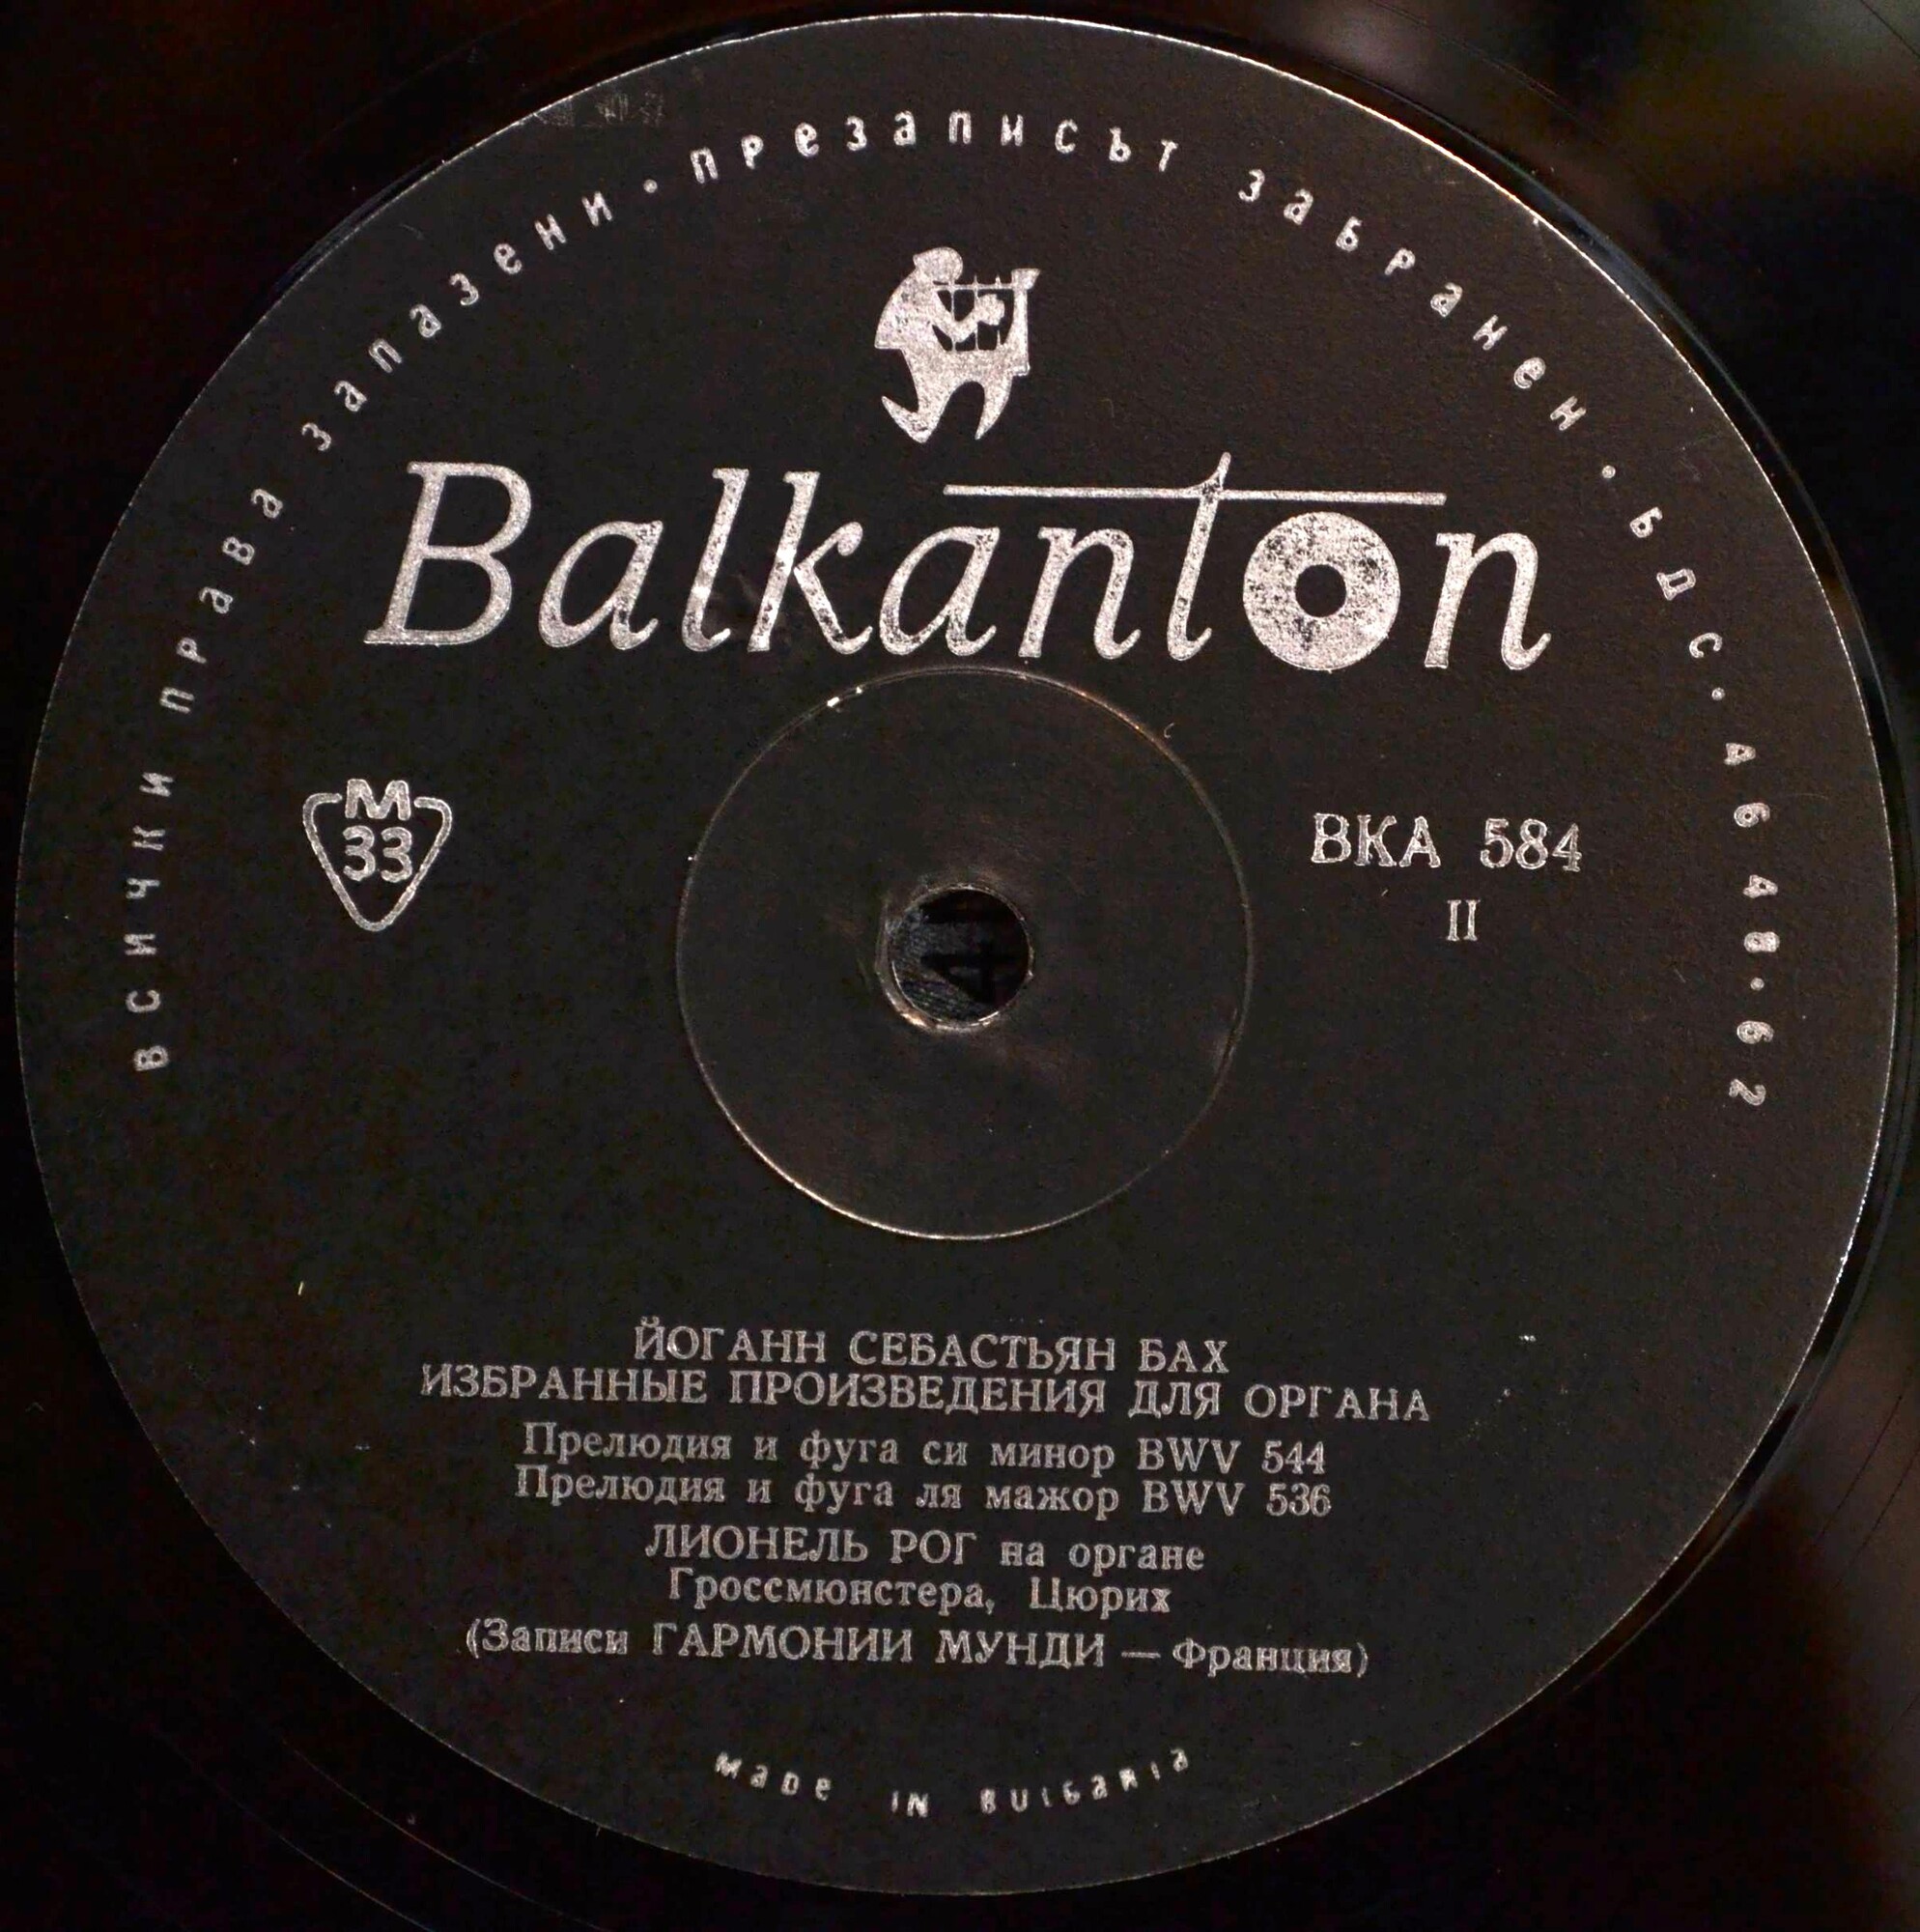 всички права запазени · презаписът забранен · БДС · 4648 · 62
Balkanton
М
33
ВКА 584
II
ЙОГАНН СЕБАСТЬЯН БАХ
ИЗБРАННЫЕ ПРОИЗВЕДЕНИЯ ДЛЯ ОРГАНА
Прелюдия и фуга си минор BWV 544
Прелюдия и фуга ля мажор BWV 536
ЛИОНЕЛЬ РОГ на органе
Гроссмюнстера, Цюрих
(Записи ГАРМОНИИ МУНДИ — Франция)
MADE IN BULGARIA